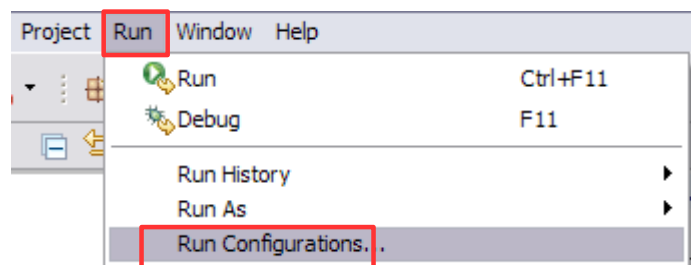 Project Run Window Help
Run Ctrl+F11
Debug F11
Run History
Run As
Run Configurations...